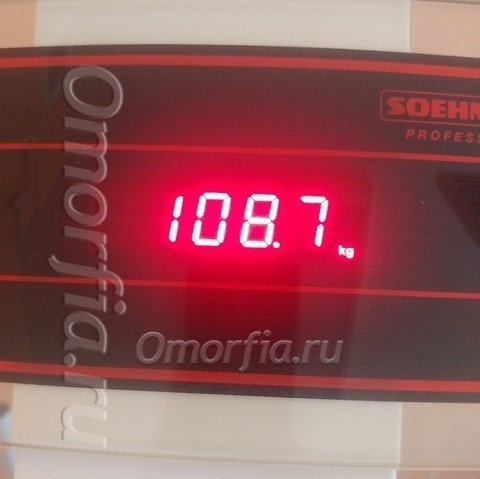 SOEHN
PROFESS
108.7
kg
Omorfia.ru
Omorfia.ru